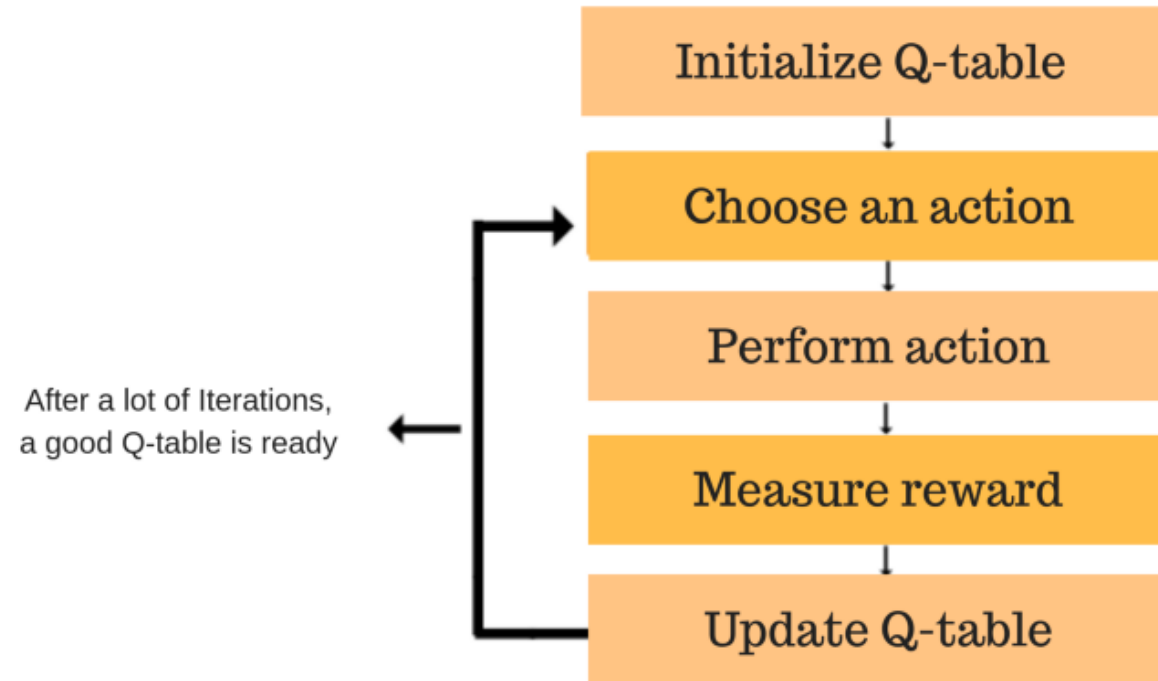 Initialize Q-table
Choose an action
Perform action
After a lot of Iterations,
a good Q-table is ready
Measure reward
Update Q-table